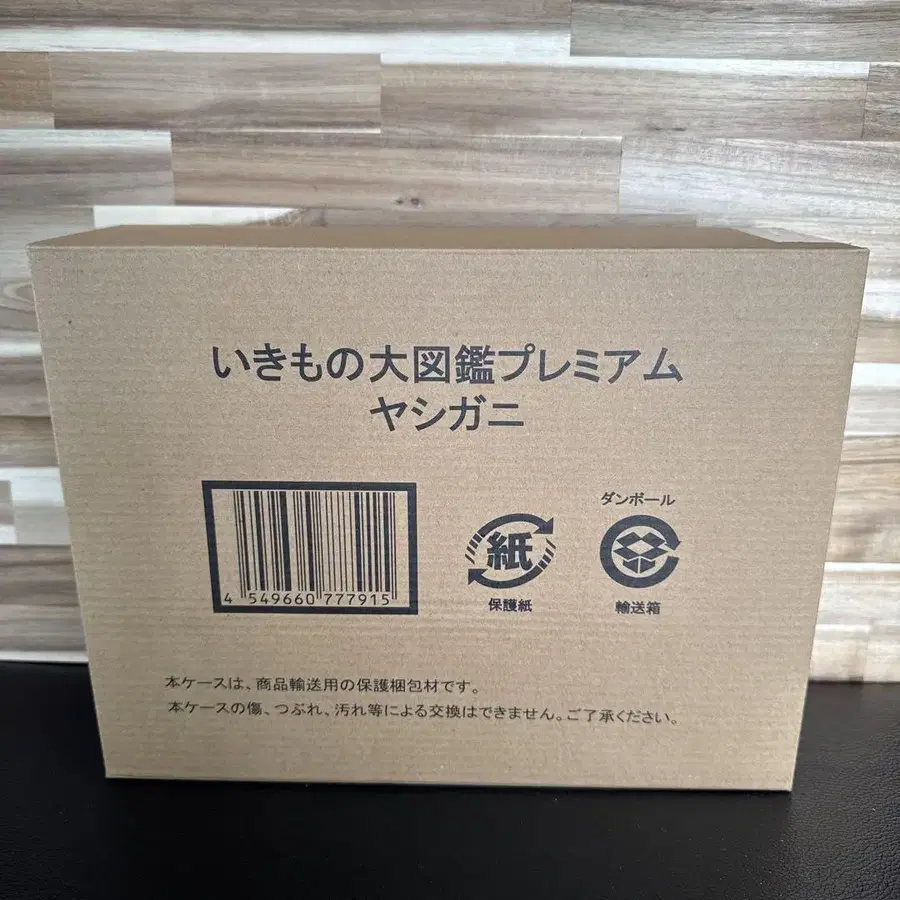 いきもの大図鑑プレミアム
ヤシガニ
4 549660 777915
紙
保護紙
ダンボール
輸送箱
本ケースは、商品輸送用の保護梱包材です。
本ケースの傷、つぶれ、汚れ等による交換はできません。ご了承ください。